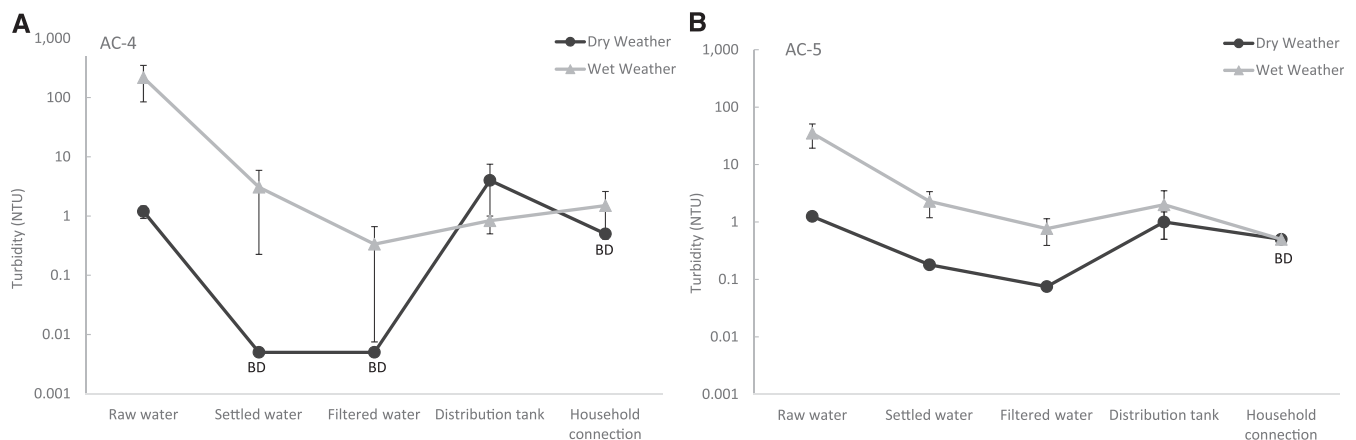 A
AC-4
Dry Weather
Wet Weather
Turbidity (NTU)
1,000
100
10
1
0.1
0.01
0.001
BD
BD
BD
Raw water
Settled water
Filtered water
Distribution tank
Household
connection
B
AC-5
Dry Weather
Wet Weather
Turbidity (NTU)
1,000
100
10
1
0.1
0.01
0.001
BD
Raw water
Settled water
Filtered water
Distribution tank
Household
connection